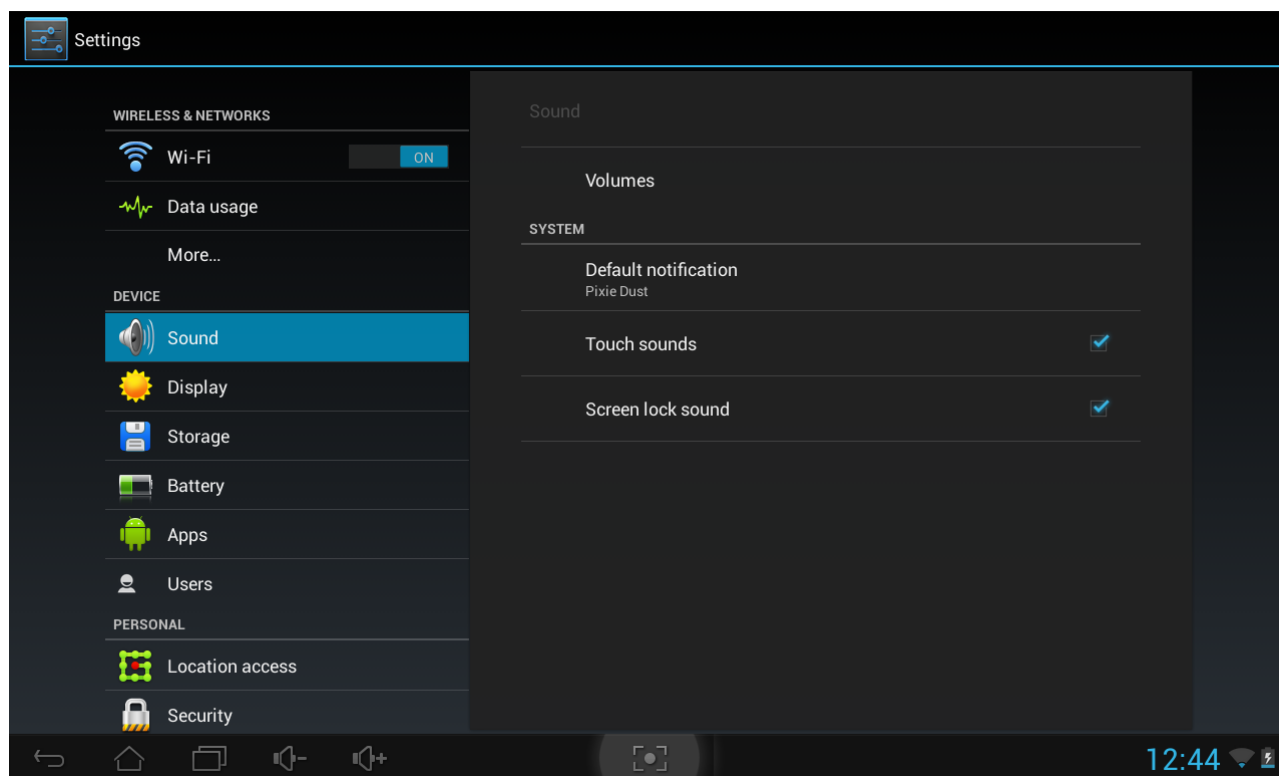 Settings
WIRELESS & NETWORKS
Wi-Fi
ON
Data usage
More...
DEVICE
Sound
Display
Storage
Battery
Apps
Users
PERSONAL
Location access
Security
Sound
Volumes
SYSTEM
Default notification
Pixie Dust
Touch sounds
Screen lock sound
12:44